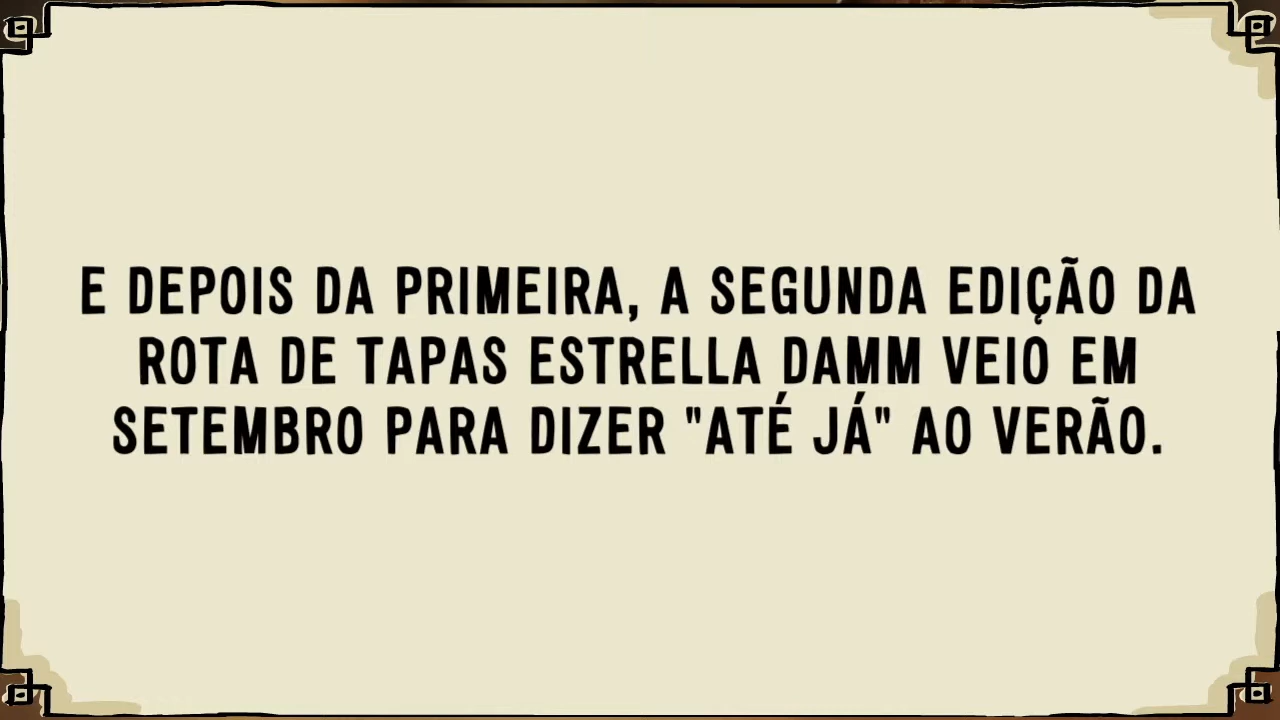 E DEPOIS DA PRIMEIRA, A SEGUNDA EDIÇÃO DA
ROTA DE TAPAS ESTRELLA DAMM VEIO EM
SETEMBRO PARA DIZER "ATÉ JÁ" AO VERÃO.